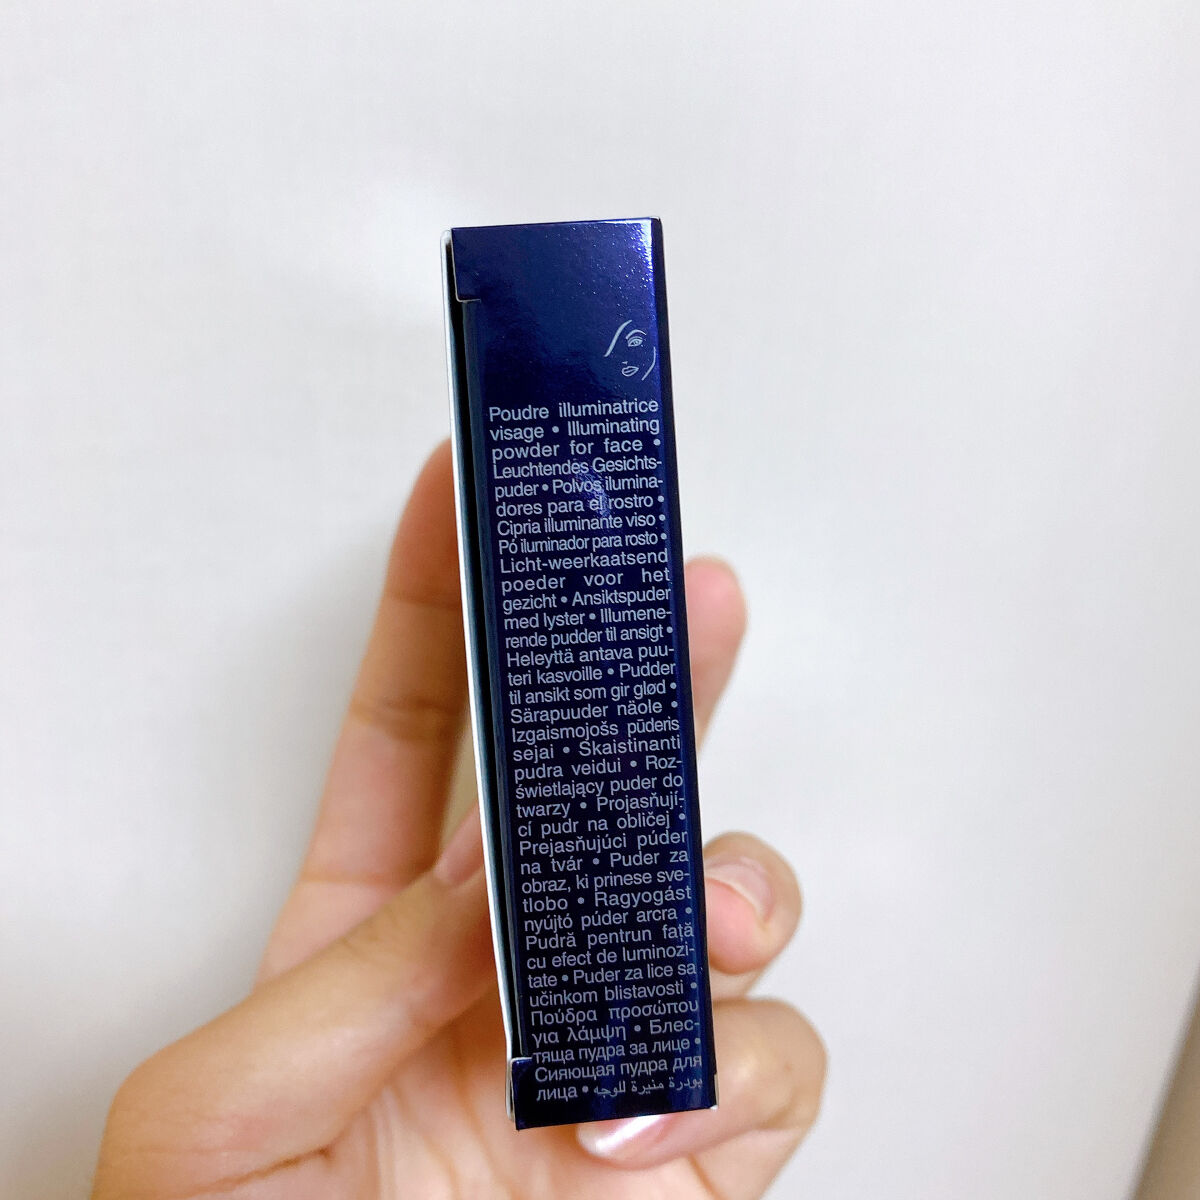 Poudre illuminatrice
visage • Illuminating
powder for face •
Leuchtendes Gesichts-
puder • Polvos ilumina-
dores para el rostro •
Cipria illuminante viso •
Pó iluminador para rosto •
Licht-weerkaatsend
poeder voor het
gezicht • Ansiktspuder
med lyster • Illumene-
rende pudder til ansigt •
Heleyttä antava puu-
teri kasvoille • Pudder
til ansikt som gir glød •
Särapuuder näole •
Izgaismojošs pūderis
sejai • Skaistinanti
pudra veidui • Roz-
świetlający puder do
twarzy • Projasňují-
cí pudr na obličej •
Prejasňujúci púder
na tvár • Puder za
obraz, ki prinese sve-
tlobo • Ragyogást
nyújtó púder arcra •
Pudră pentrun față
cu efect de luminozi-
tate • Puder za lice sa
učinkom blistavosti •
Πούδρα προσώπου
για λάμψη • Блес-
тяща пудра за лице •
Сияющая пудра для
лица • بودرة منيرة للوجه